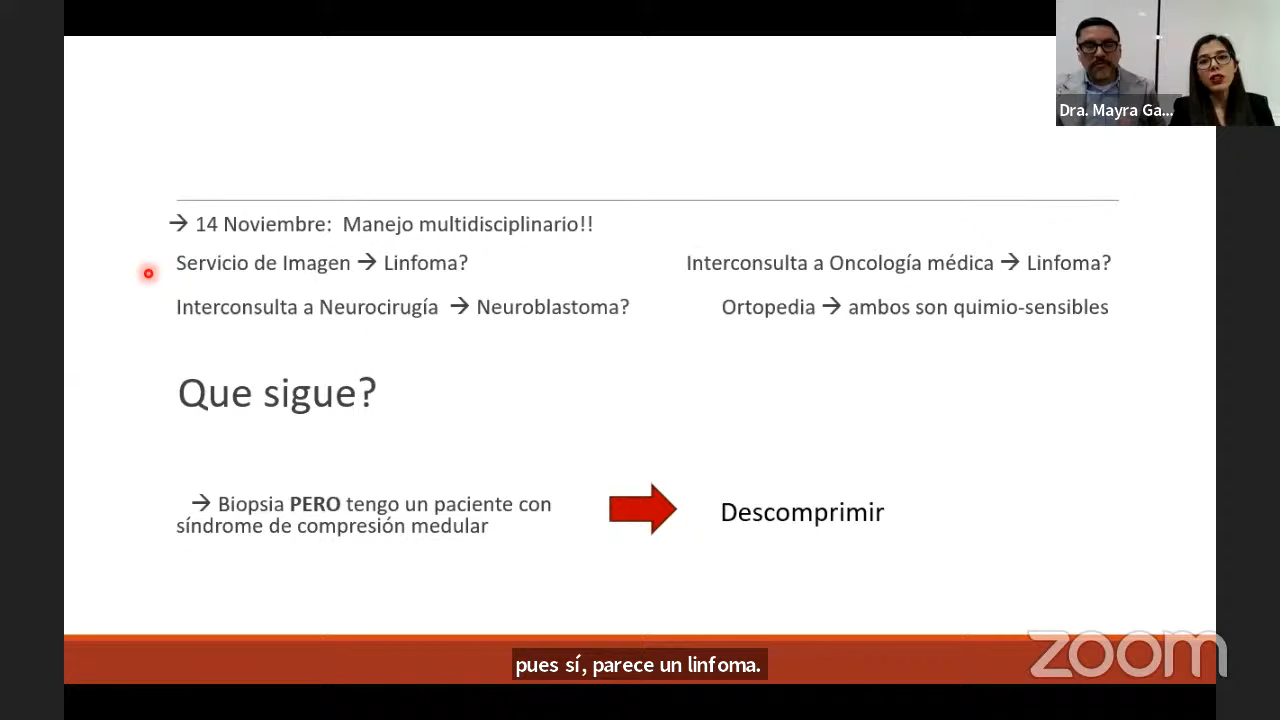 Dra. Mayra Ga...
→ 14 Noviembre: Manejo multidisciplinario!!
Servicio de Imagen → Linfoma?
Interconsulta a Oncología médica → Linfoma?
Interconsulta a Neurocirugía → Neuroblastoma?
Ortopedia → ambos son quimio-sensibles
Que sigue?
→ Biopsia PERO tengo un paciente con
síndrome de compresión medular
Descomprimir
pues sí, parece un linfoma.
zoom